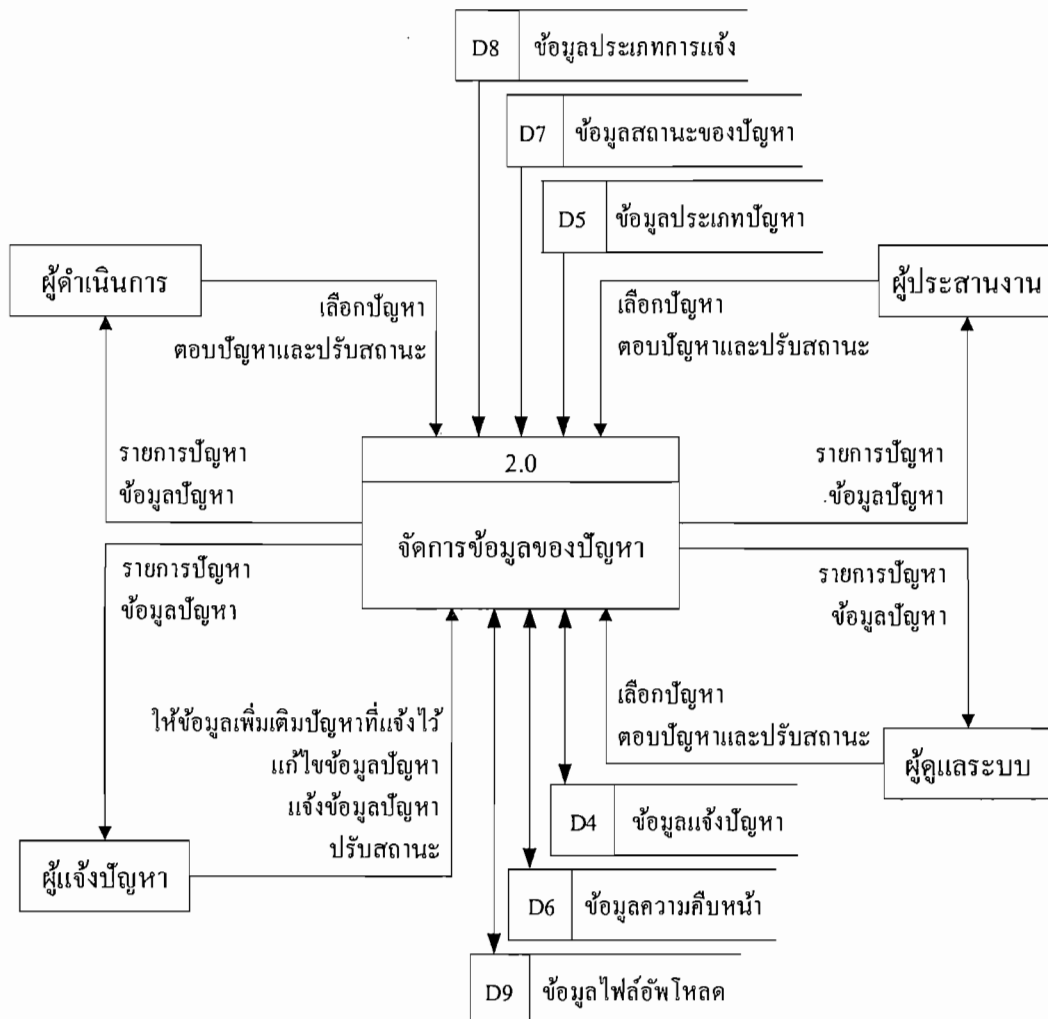 D8 ข้อมูลประเภทการแจ้ง
D7 ข้อมูลสถานะของปัญหา
D5 ข้อมูลประเภทปัญหา
ผู้ดำเนินการ
ผู้ประสานงาน
เลือกปัญหา
ตอบปัญหาและปรับสถานะ
เลือกปัญหา
ตอบปัญหาและปรับสถานะ
รายการปัญหา
ข้อมูลปัญหา
2.0
จัดการข้อมูลของปัญหา
รายการปัญหา
ข้อมูลปัญหา
รายการปัญหา
ข้อมูลปัญหา
รายการปัญหา
ข้อมูลปัญหา
ให้ข้อมูลเพิ่มเติมปัญหาที่แจ้งไว้
แก้ไขข้อมูลปัญหา
แจ้งข้อมูลปัญหา
ปรับสถานะ
เลือกปัญหา
ตอบปัญหาและปรับสถานะ
ผู้ดูแลระบบ
ผู้แจ้งปัญหา
D4 ข้อมูลแจ้งปัญหา
D6 ข้อมูลความคืบหน้า
D9 ข้อมูลไฟล์อัพโหลด